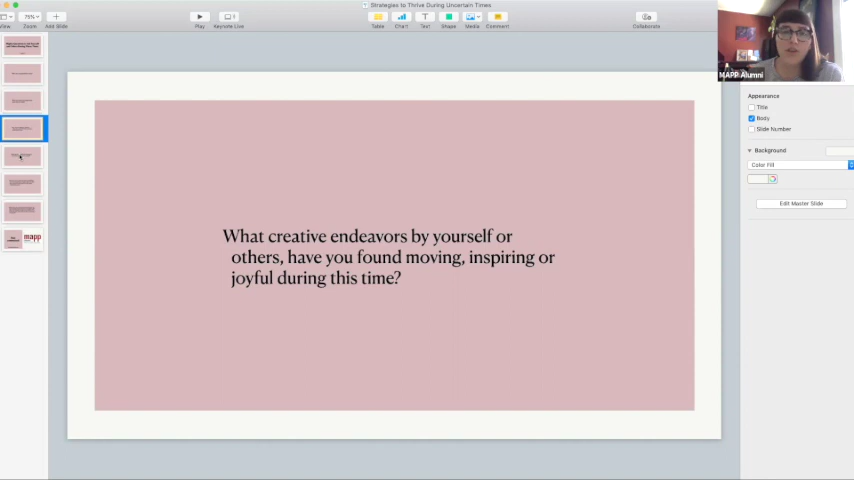 Strategies to Thrive During Uncertain Times
View
75%
Zoom
Add Slide
Play
Keynote Live
Table
Chart
Text
Shape
Media
Comment
Collaborate
MAPP Alumni
Appearance
Title
Body
Slide Number
Background
Color Fill
Edit Master Slide
What creative endeavors by yourself or
others, have you found moving, inspiring or
joyful during this time?
mapp